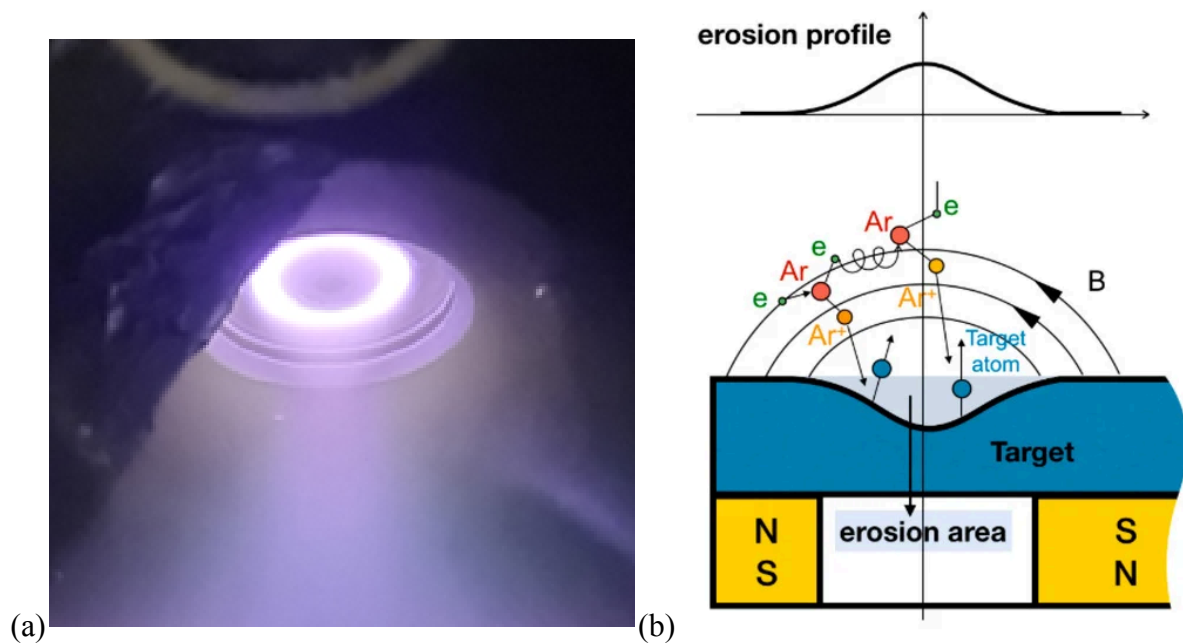 erosion profile
e
Ar
e
Ar
e
B
Ar⁺
Ar⁺
Target
atom
Target
N
S
erosion area
S
N
(a)
(b)